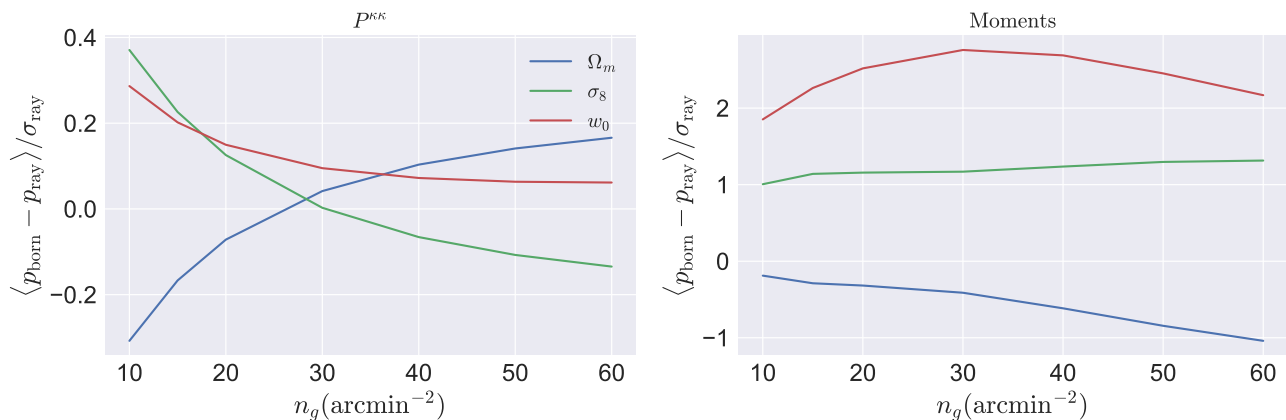 P^{κκ}
⟨p_born − p_ray⟩/σ_ray
0.4
0.2
0.0
−0.2
Ω_m
σ_8
w_0
10 20 30 40 50 60
n_g(arcmin^{−2})
Moments
⟨p_born − p_ray⟩/σ_ray
2
1
0
−1
10 20 30 40 50 60
n_g(arcmin^{−2})